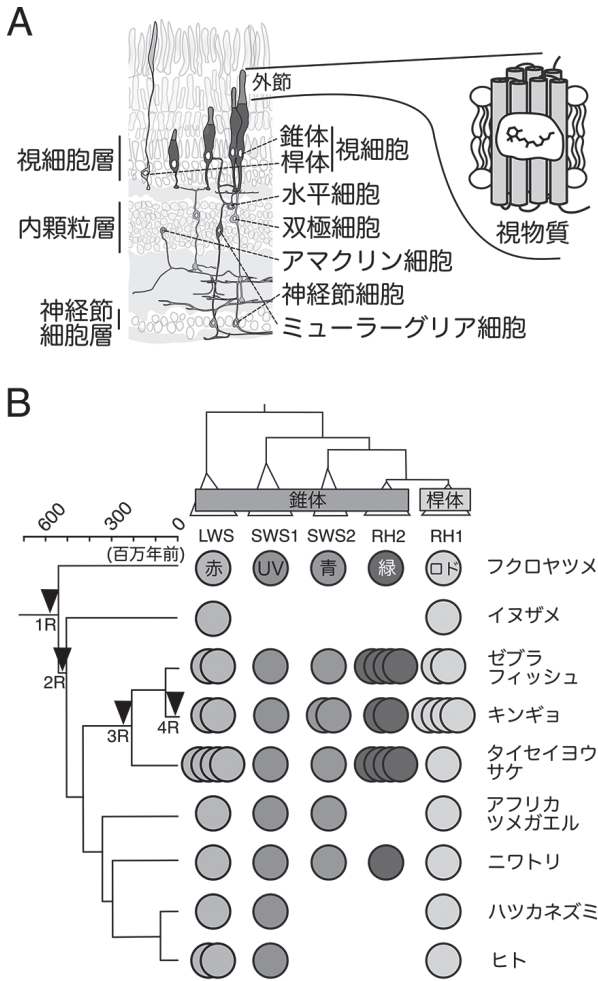 A
外節
錐体
桿体
視細胞
水平細胞
双極細胞
アマクリン細胞
神経節細胞
ミューラーグリア細胞
視細胞層
内顆粒層
神経節
細胞層
視物質
B
錐体
桿体
600
300
0
(百万年前)
LWS SWS1 SWS2 RH2 RH1
赤 UV 青 緑 ロド
フクロヤツメ
1R
イヌザメ
2R
ゼブラ
フィッシュ
3R
4R
キンギョ
タイセイヨウ
サケ
アフリカ
ツメガエル
ニワトリ
ハツカネズミ
ヒト